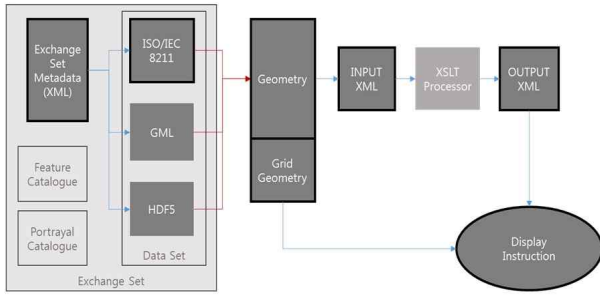 Exchange
Set
Metadata
(XML)
Feature
Catalogue
Portrayal
Catalogue
ISO/IEC
8211
GML
HDF5
Data Set
Exchange Set
Geometry
Grid
Geometry
INPUT
XML
XSLT
Processor
OUTPUT
XML
Display
Instruction